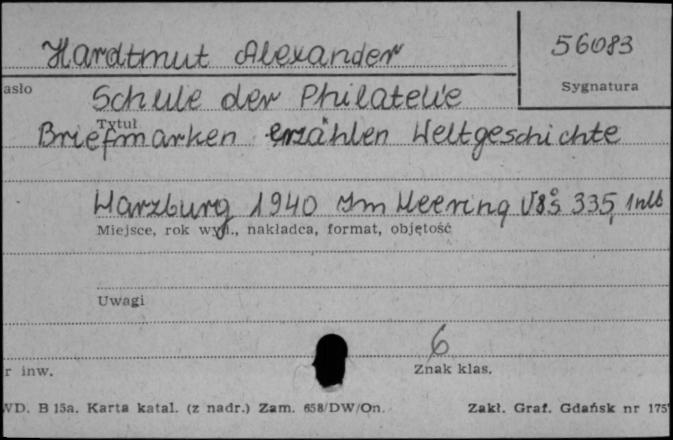 Hardtmut Alexander
56083
asło
Sygnatura
Schule der Philatelie
Tytuł
Briefmarken erzählen Weltgeschichte
Harzburg 1940 Im Heering 8° S 335, 1nlb
Miejsce, rok wyd., nakładca, format, objętość
Uwagi
6
r inw.
Znak klas.
WD. B 15a. Karta katal. (z nadr.) Zam. 658/DW/On.
Zakł. Graf. Gdańsk nr 175